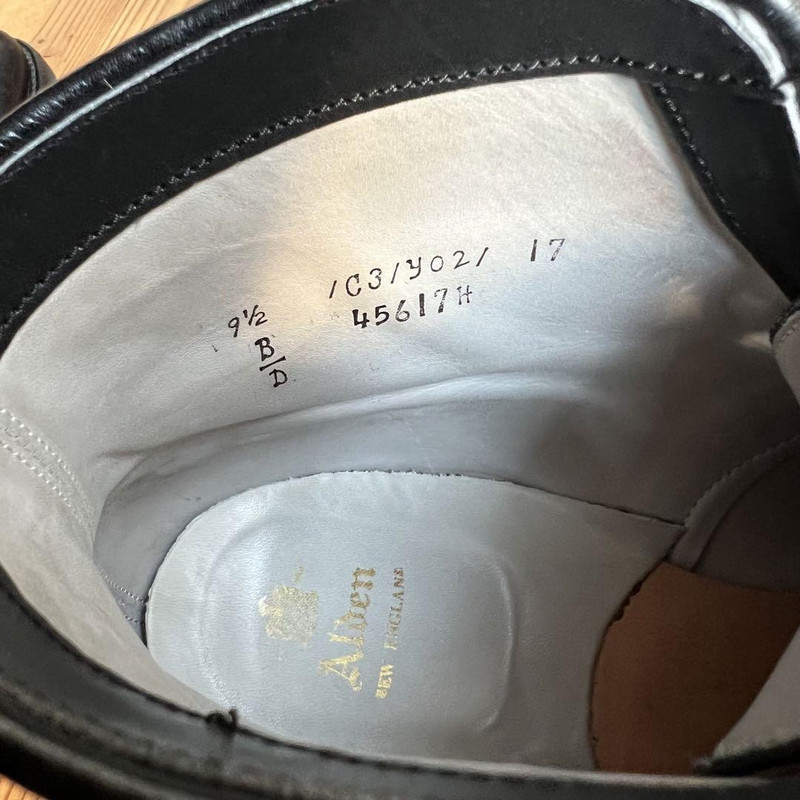 /C3/Y02/ 17
9½ 45617H
B
D
Alden
NEW ENGLAND